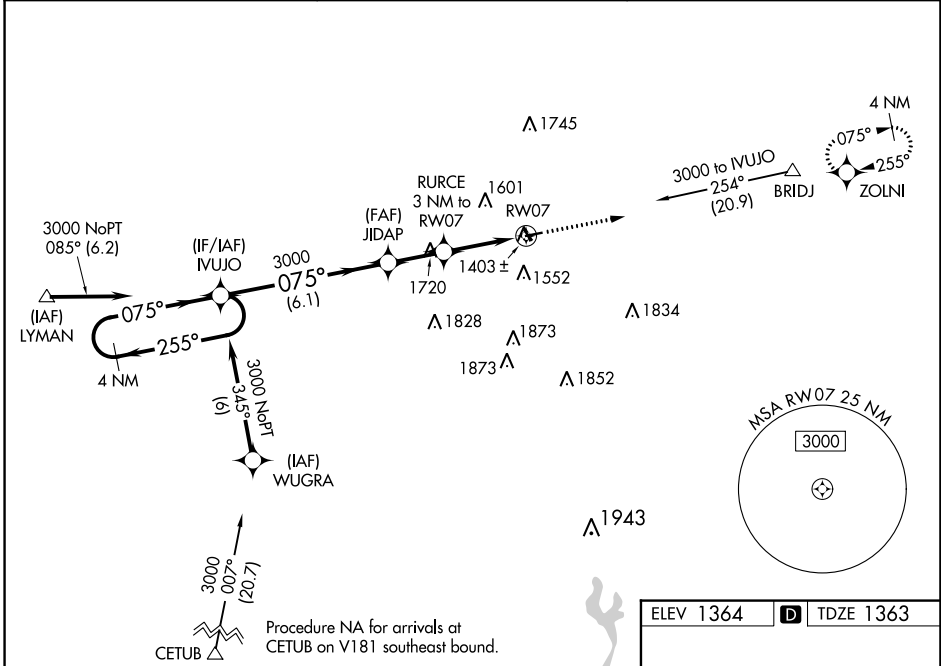 4 NM
075°
255°
ZOLNI
1745
3000 to IVUJO
254°
(20.9)
BRIDJ
RURCE
3 NM to
RW07
1601
RW07
(FAF)
JIDAP
3000 NoPT
085° (6.2)
(IF/IAF)
IVUJO
3000
075°
(6.1)
1403 ±
1720
1552
(IAF)
LYMAN
075°
255°
4 NM
1828
1873
1873
1834
1852
3000 NoPT
345°
(6)
(IAF)
WUGRA
MSA RW07 25 NM
3000
1943
3000
007°
(20.7)
CETUB
Procedure NA for arrivals at
CETUB on V181 southeast bound.
ELEV 1364 D TDZE 1363